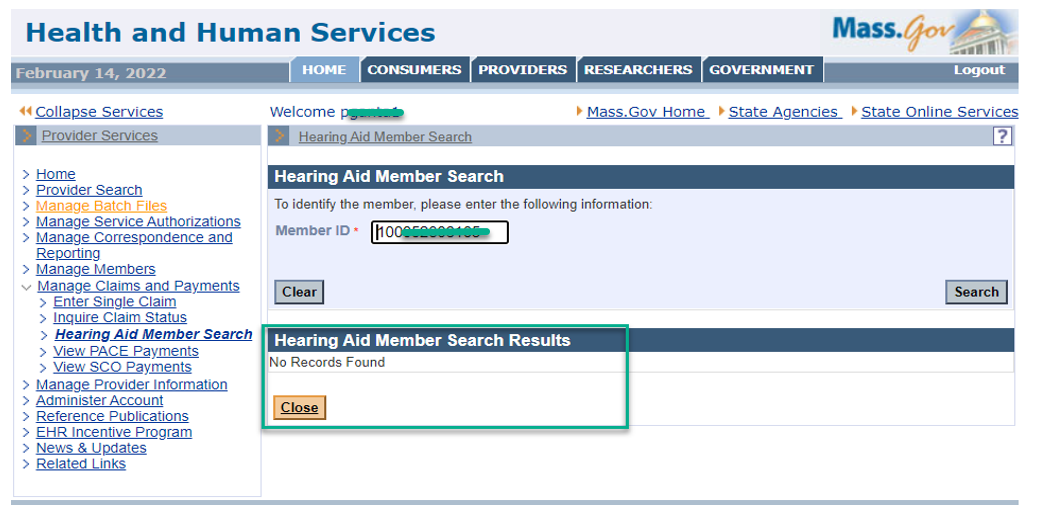 Health and Human Services
Mass.Gov
February 14, 2022
HOME CONSUMERS PROVIDERS RESEARCHERS GOVERNMENT
Logout
Collapse Services
Welcome
Mass.Gov Home State Agencies State Online Services
Provider Services
Hearing Aid Member Search
?
> Home
> Provider Search
> Manage Batch Files
> Manage Service Authorizations
> Manage Correspondence and
Reporting
> Manage Members
Manage Claims and Payments
> Enter Single Claim
> Inquire Claim Status
> Hearing Aid Member Search
> View PACE Payments
> View SCO Payments
> Manage Provider Information
> Administer Account
> Reference Publications
> EHR Incentive Program
> News & Updates
> Related Links
Hearing Aid Member Search
To identify the member, please enter the following information:
Member ID *
Clear
Search
Hearing Aid Member Search Results
No Records Found
Close